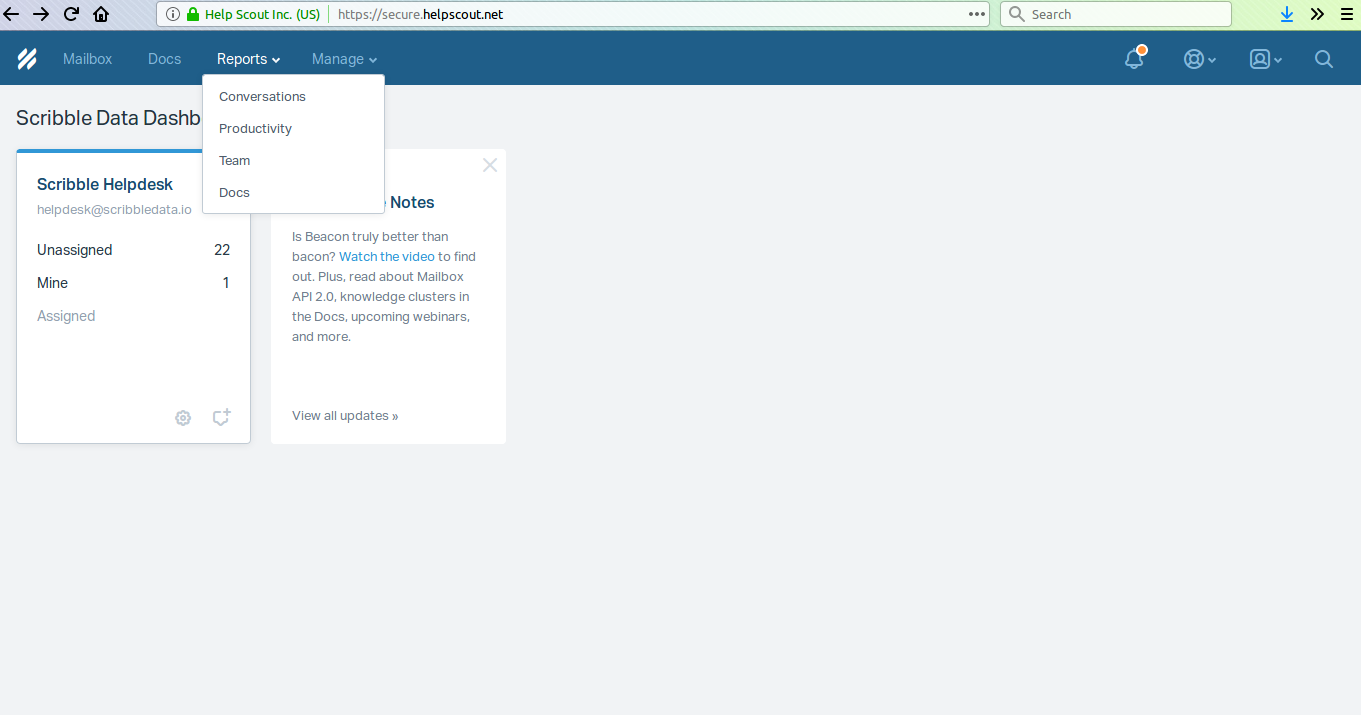 Help Scout Inc. (US) https://secure.helpscout.net Search
Mailbox Docs Reports Manage
Conversations
Productivity
Team
Docs
Scribble Data Dashb
Scribble Helpdesk
helpdesk@scribbledata.io
Unassigned 22
Mine 1
Assigned
Notes
Is Beacon truly better than
bacon? Watch the video to find
out. Plus, read about Mailbox
API 2.0, knowledge clusters in
the Docs, upcoming webinars,
and more.
View all updates »